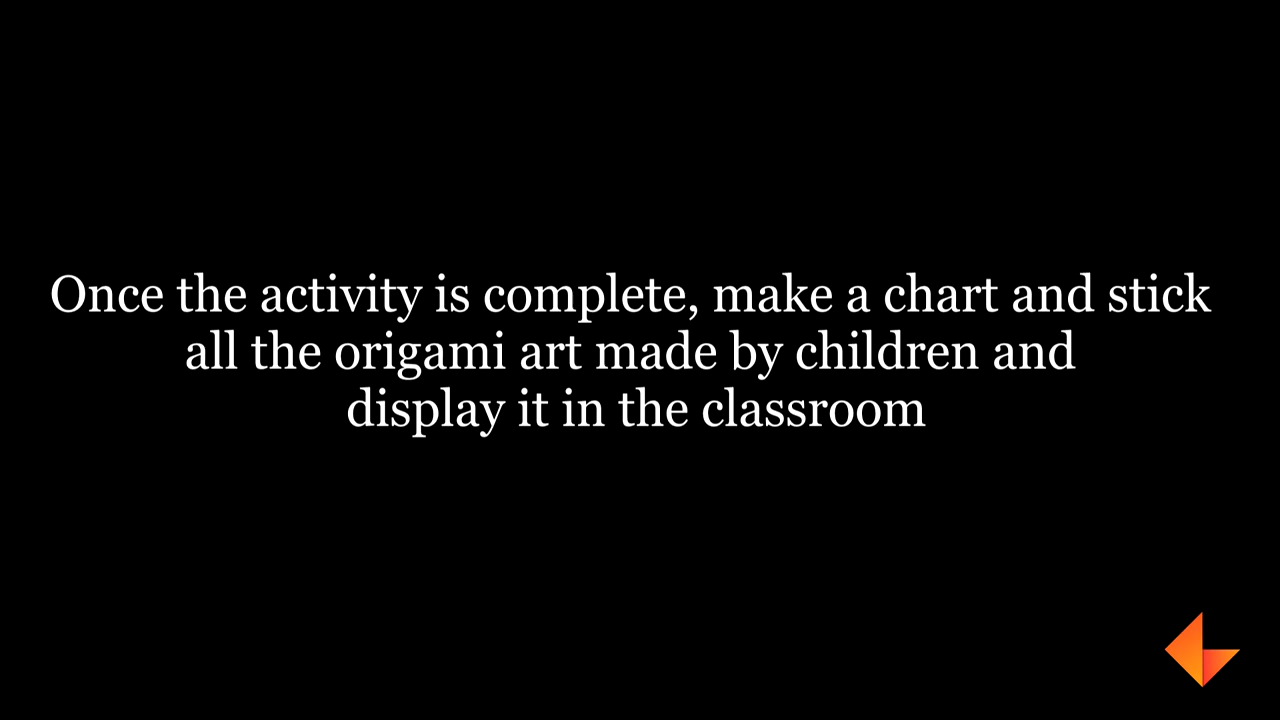 Once the activity is complete, make a chart and stick
all the origami art made by children and
display it in the classroom